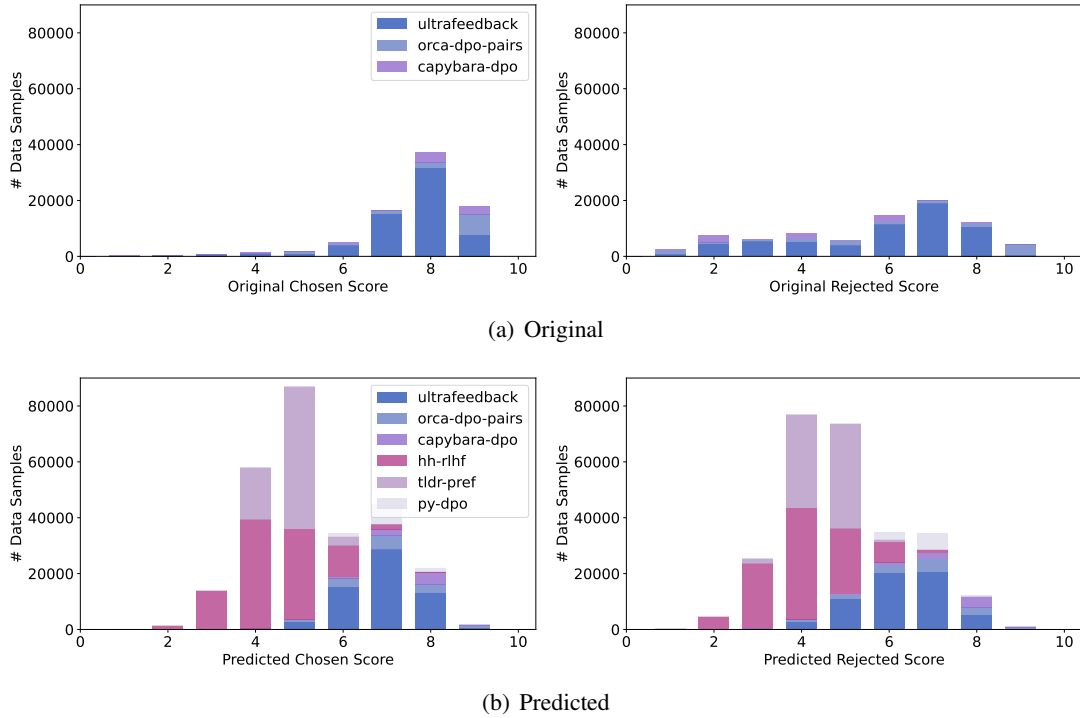 80000
60000
40000
20000
0
# Data Samples
0 2 4 6 8 10
Original Chosen Score
ultrafeedback
orca-dpo-pairs
capybara-dpo
80000
60000
40000
20000
0
# Data Samples
0 2 4 6 8 10
Original Rejected Score
(a) Original
80000
60000
40000
20000
0
# Data Samples
0 2 4 6 8 10
Predicted Chosen Score
ultrafeedback
orca-dpo-pairs
capybara-dpo
hh-rlhf
tldr-pref
py-dpo
80000
60000
40000
20000
0
# Data Samples
0 2 4 6 8 10
Predicted Rejected Score
(b) Predicted